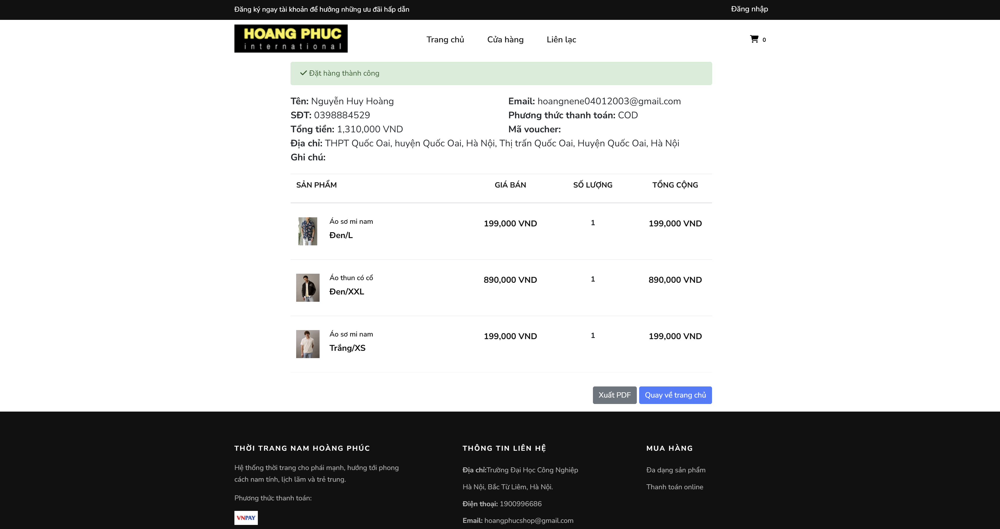 Đăng ký ngay tài khoản để hưởng những ưu đãi hấp dẫn
Đăng nhập
HOANG PHUC
international
Trang chủ
Cửa hàng
Liên lạc
0
Đặt hàng thành công
Tên: Nguyễn Huy Hoàng
Email: hoangnene04012003@gmail.com
SĐT: 0398884529
Phương thức thanh toán: COD
Tổng tiền: 1,310,000 VND
Mã voucher:
Địa chỉ: THPT Quốc Oai, huyện Quốc Oai, Hà Nội, Thị trấn Quốc Oai, Huyện Quốc Oai, Hà Nội
Ghi chú:
SẢN PHẨM GIÁ BÁN SỐ LƯỢNG TỔNG CỘNG
Áo sơ mi nam
Đen/L
199,000 VND 1 199,000 VND
Áo thun có cổ
Đen/XXL
890,000 VND 1 890,000 VND
Áo sơ mi nam
Trắng/XS
199,000 VND 1 199,000 VND
Xuất PDF
Quay về trang chủ
THỜI TRANG NAM HOÀNG PHÚC
Hệ thống thời trang cho phái mạnh, hướng tới phong
cách nam tính, lịch lãm và trẻ trung.
Phương thức thanh toán:
VNPAY
THÔNG TIN LIÊN HỆ
Địa chỉ:Trường Đại Học Công Nghiệp
Hà Nội, Bắc Từ Liêm, Hà Nội.
Điện thoại: 1900996686
Email: hoangphucshop@gmail.com
MUA HÀNG
Đa dạng sản phẩm
Thanh toán online